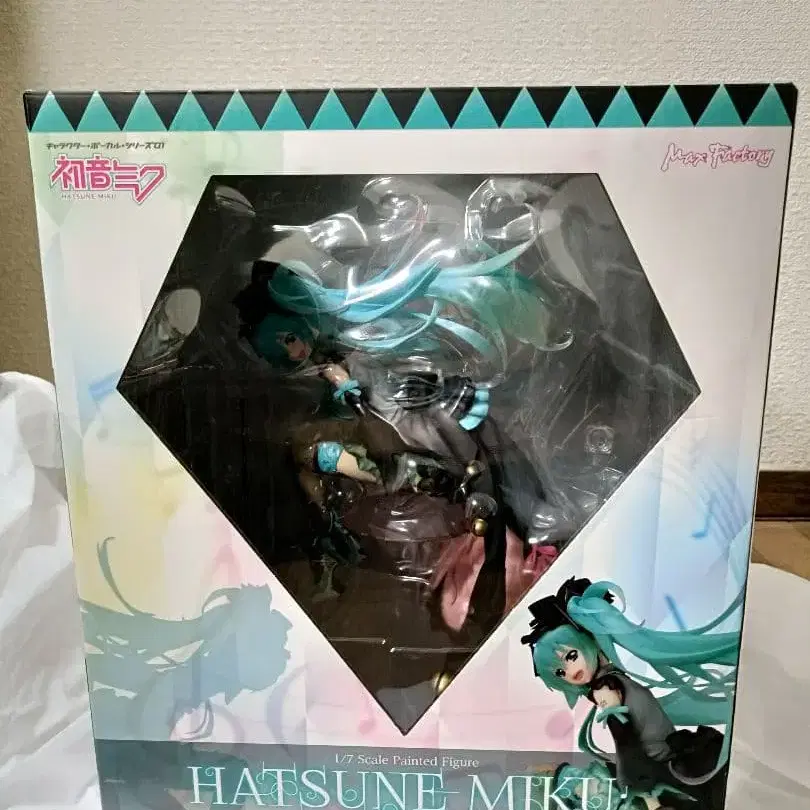 キャラクター・ボーカル・シリーズ01
初音ミク
HATSUNE MIKU
Max Factory
1/7 Scale Painted Figure
HATSUNE MIKU: